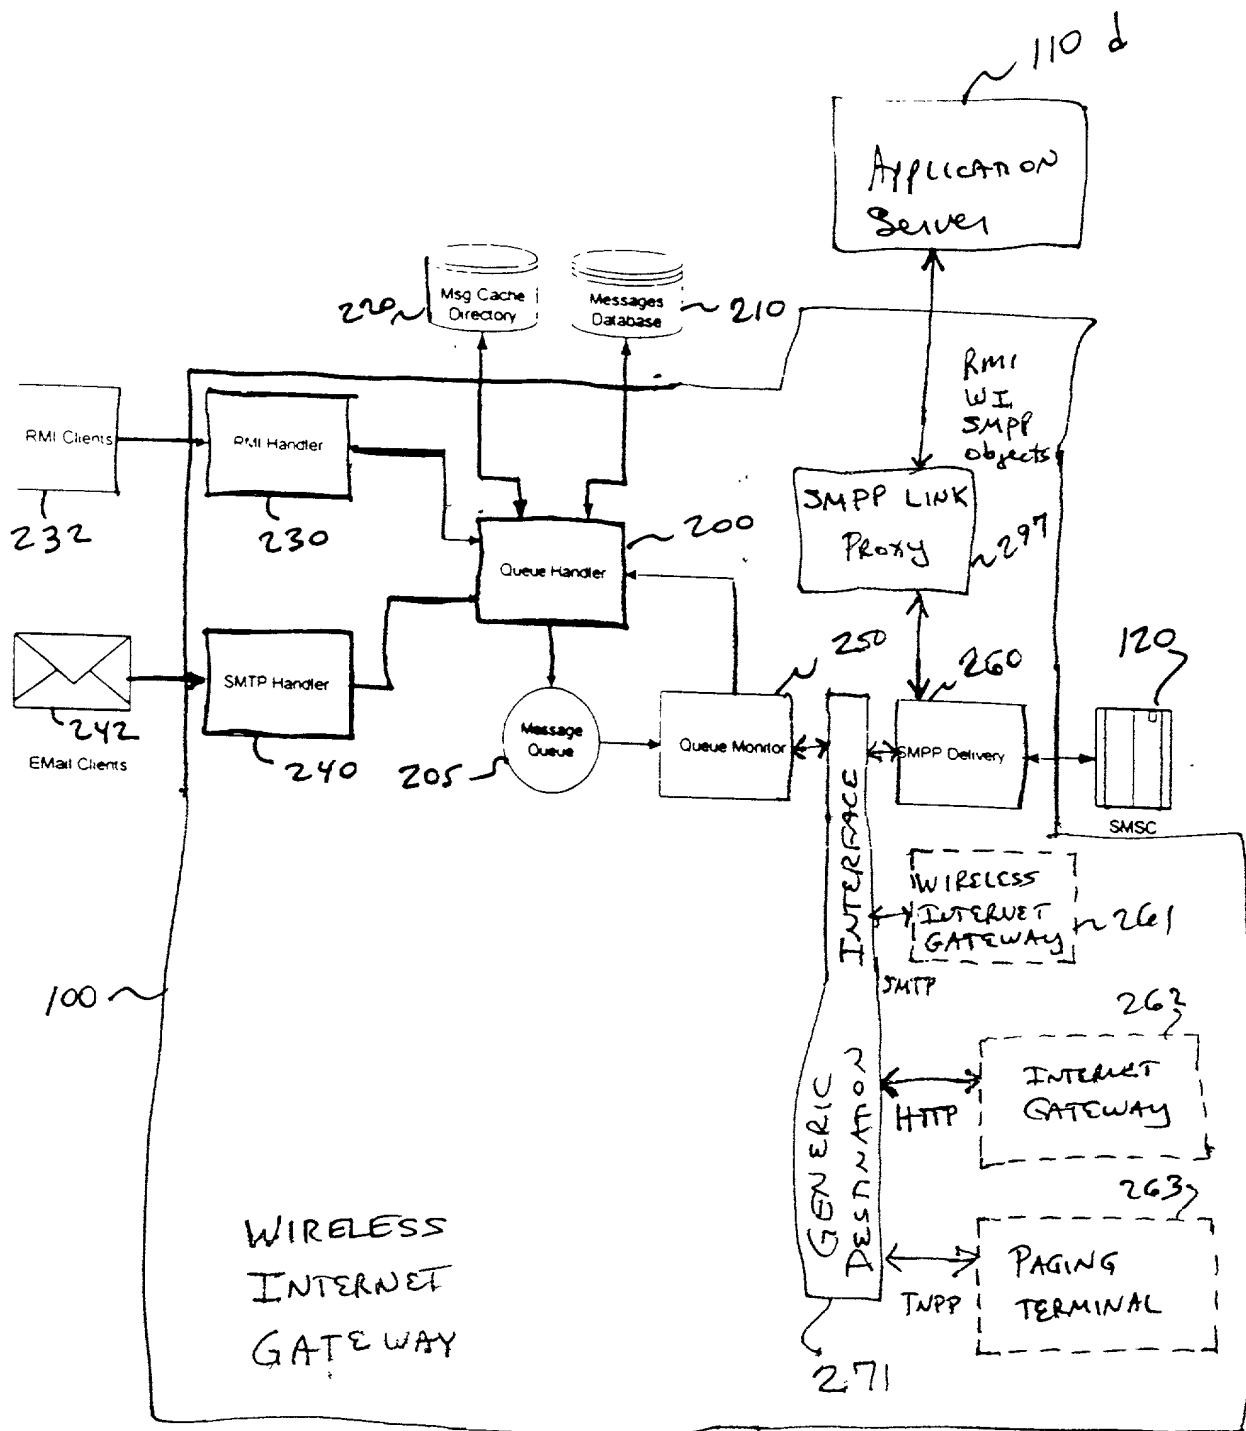 110 d
Application
Server
220
Msg Cache
Directory
Messages
Database
210
RMI
WI
SMPP
Objects
RMI Clients
232
RMI Handler
230
Queue Handler
200
SMPP LINK
Proxy
297
EMail Clients
242
SMTP Handler
240
Message
Queue
205
Queue Monitor
250
260
SMPP Delivery
120
SMSC
GENERIC
DESTINATION
INTERFACE
WIRELESS
INTERNET
GATEWAY
261
SMTP
100
262
INTERNET
GATEWAY
HTTP
263
PAGING
TERMINAL
TNPP
271
WIRELESS
INTERNET
GATEWAY